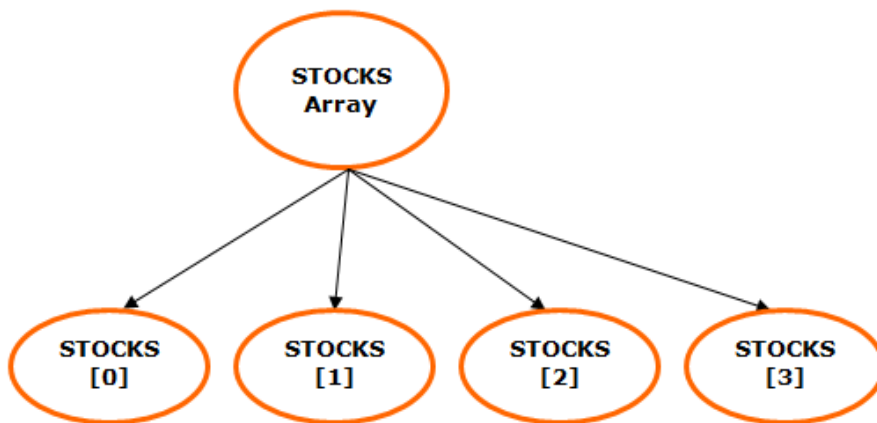 STOCKS
Array
STOCKS
[0]
STOCKS
[1]
STOCKS
[2]
STOCKS
[3]